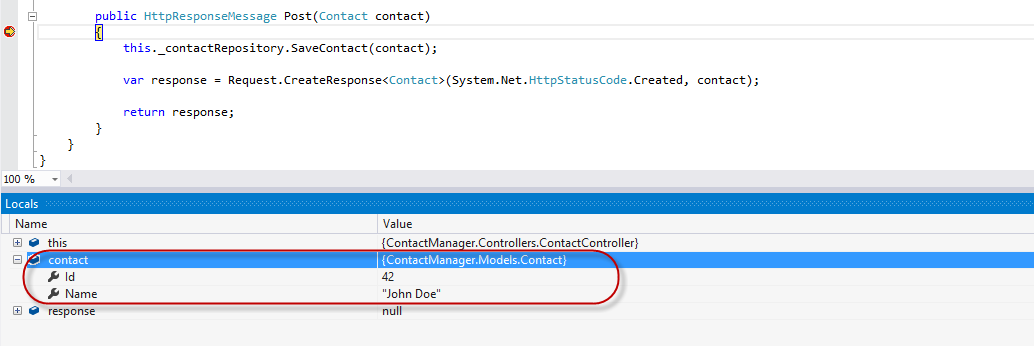 public HttpResponseMessage Post(Contact contact)
{
this._contactRepository.SaveContact(contact);
var response = Request.CreateResponse<Contact>(System.Net.HttpStatusCode.Created, contact);
return response;
}
}
}
100 %
Locals
Name Value
this {ContactManager.Controllers.ContactController}
contact {ContactManager.Models.Contact}
Id 42
Name "John Doe"
response null